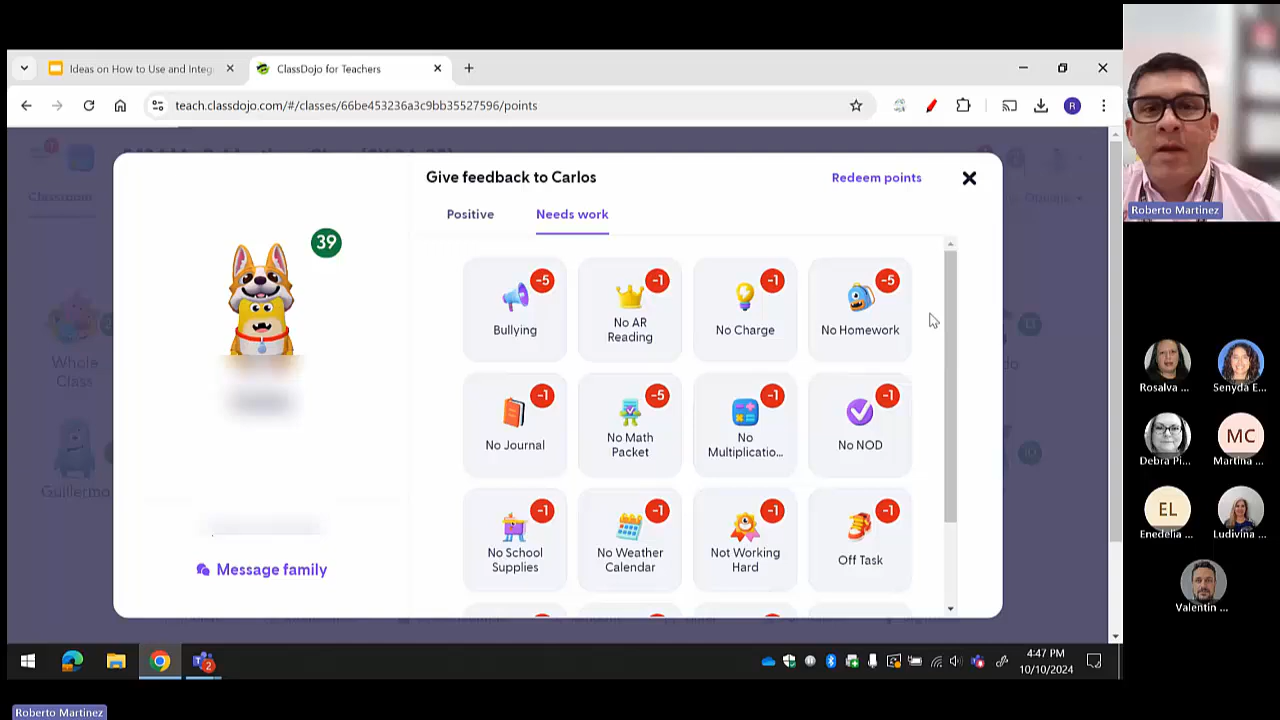 Ideas on How to Use and Integ
ClassDojo for Teachers
teach.classdojo.com/#/classes/66be453236a3c9bb35527596/points
R
Give feedback to Carlos
Redeem points
Positive
Needs work
39
-5
Bullying
-1
No AR
Reading
-1
No Charge
-5
No Homework
-1
No Journal
-5
No Math
Packet
-1
No
Multiplicatio...
-1
No NOD
-1
No School
Supplies
-1
No Weather
Calendar
-1
Not Working
Hard
-1
Off Task
Message family
Whole
Class
Guillermo
4:47 PM
10/10/2024
2
Roberto Martinez
Rosalva ...
Senyda E...
Debra Pi...
MC
Martina ...
EL
Enedelia ...
Ludivina ...
Valentin ...
Roberto Martinez